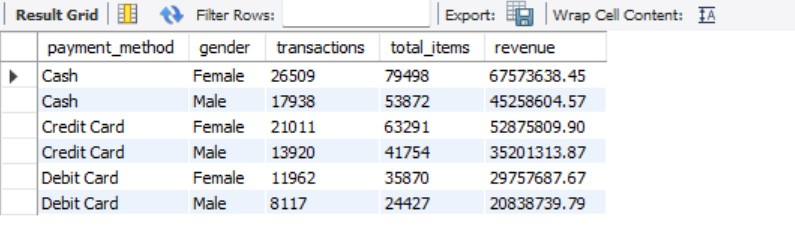 Result Grid Filter Rows: Export: Wrap Cell Content: IA
payment_method gender transactions total_items revenue
Cash Female 26509 79498 67573638.45
Cash Male 17938 53872 45258604.57
Credit Card Female 21011 63291 52875809.90
Credit Card Male 13920 41754 35201313.87
Debit Card Female 11962 35870 29757687.67
Debit Card Male 8117 24427 20838739.79